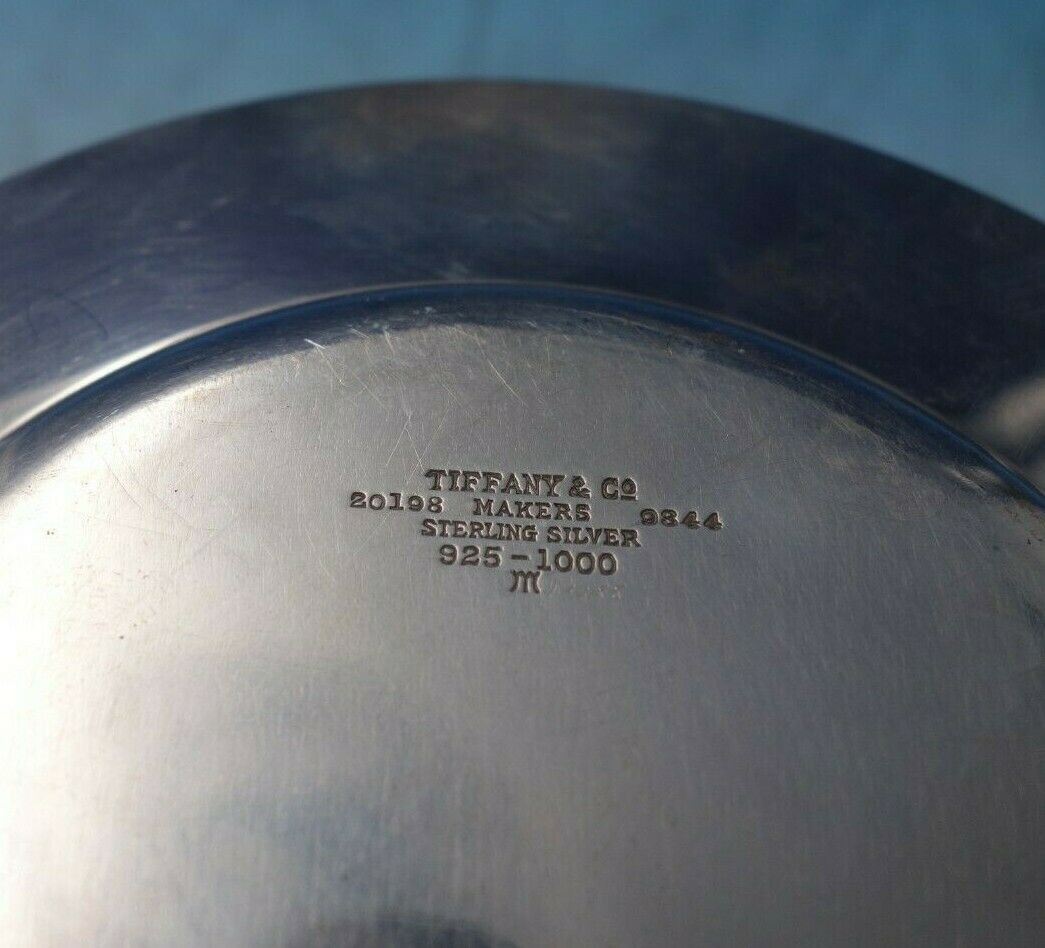 TIFFANY & Co
20198 MAKERS 9844
STERLING SILVER
925-1000
M